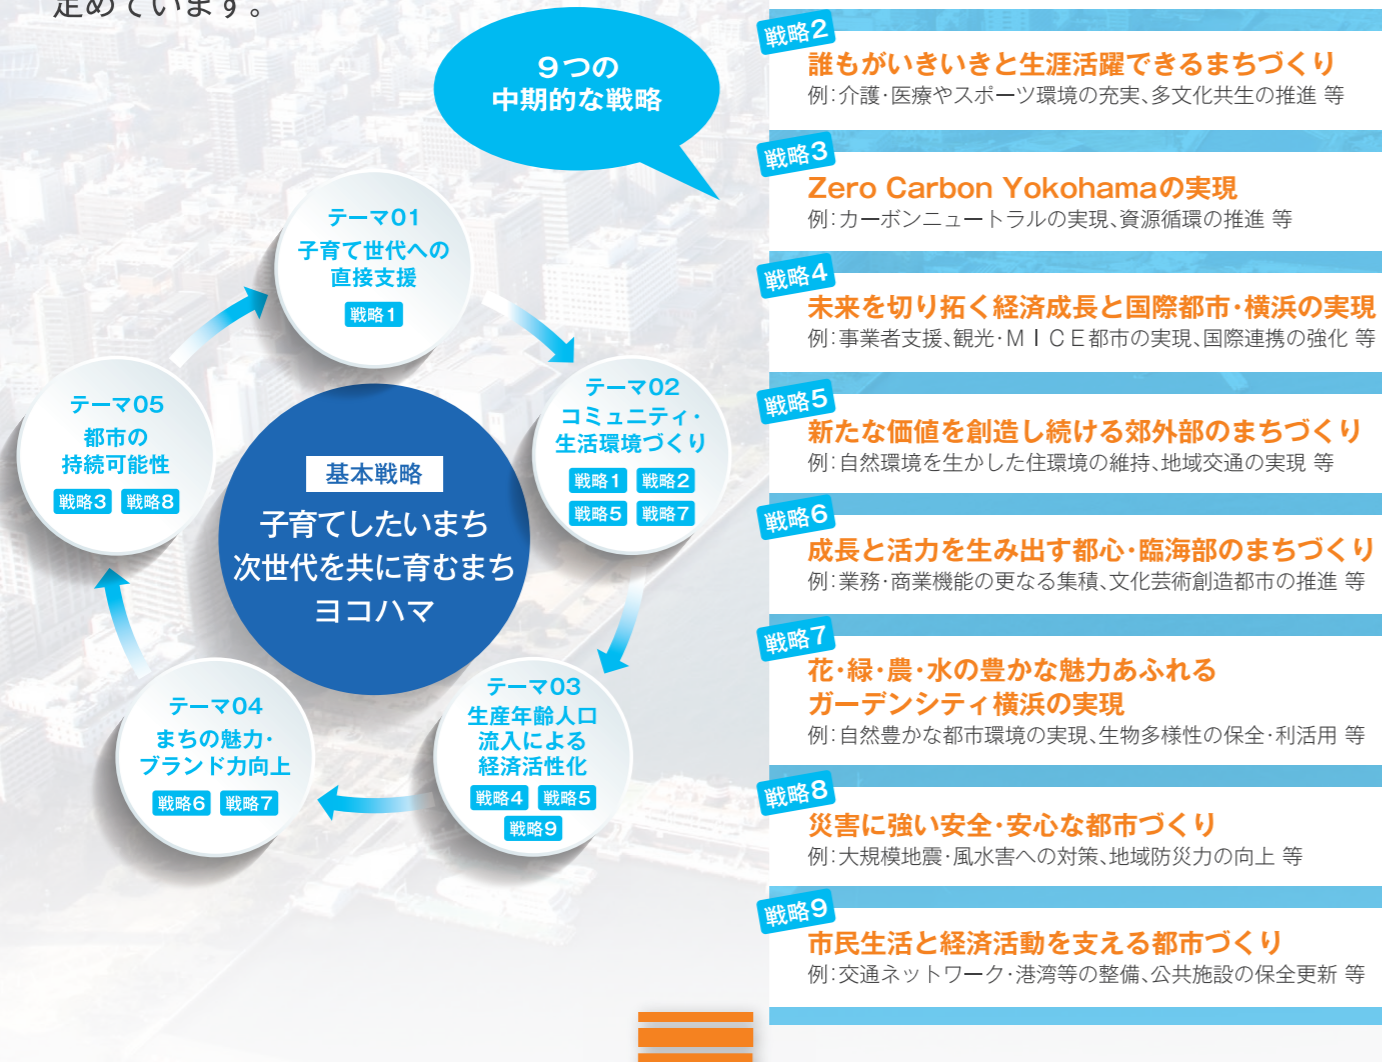 定めています。
9つの
中期的な戦略
テーマ01
子育て世代への
直接支援
戦略1
テーマ02
コミュニティ・
生活環境づくり
戦略1 戦略2
戦略5 戦略7
テーマ03
生産年齢人口
流入による
経済活性化
戦略4 戦略5
戦略9
テーマ04
まちの魅力・
ブランド力向上
戦略6 戦略7
テーマ05
都市の
持続可能性
戦略3 戦略8
基本戦略
子育てしたいまち
次世代を共に育むまち
ヨコハマ
戦略2
誰もがいきいきと生涯活躍できるまちづくり
例:介護・医療やスポーツ環境の充実、多文化共生の推進 等
戦略3
Zero Carbon Yokohamaの実現
例:カーボンニュートラルの実現、資源循環の推進 等
戦略4
未来を切り拓く経済成長と国際都市・横浜の実現
例:事業者支援、観光・MICE都市の実現、国際連携の強化 等
戦略5
新たな価値を創造し続ける郊外部のまちづくり
例:自然環境を生かした住環境の維持、地域交通の実現 等
戦略6
成長と活力を生み出す都心・臨海部のまちづくり
例:業務・商業機能の更なる集積、文化芸術創造都市の推進 等
戦略7
花・緑・農・水の豊かな魅力あふれる
ガーデンシティ横浜の実現
例:自然豊かな都市環境の実現、生物多様性の保全・利活用 等
戦略8
災害に強い安全・安心な都市づくり
例:大規模地震・風水害への対策、地域防災力の向上 等
戦略9
市民生活と経済活動を支える都市づくり
例:交通ネットワーク・港湾等の整備、公共施設の保全更新 等